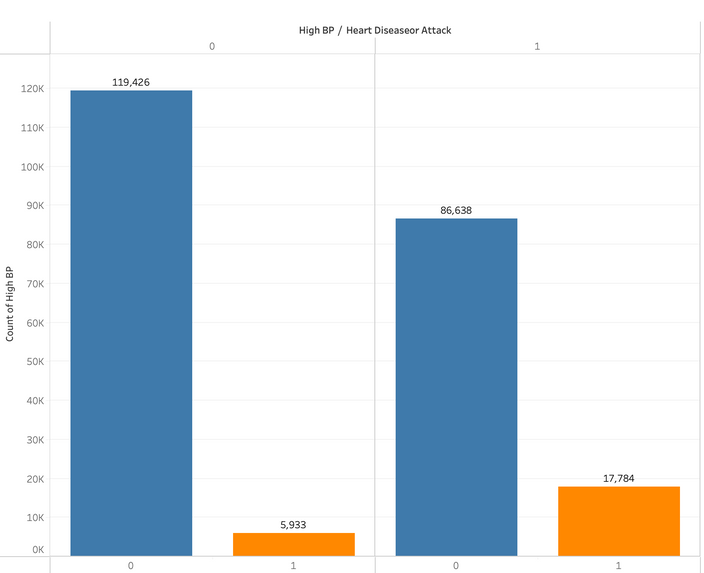 High BP / Heart Diseaseor Attack
0 1
119,426
120K
110K
100K
90K
86,638
80K
70K
Count of High BP
60K
50K
40K
30K
20K
17,784
10K
5,933
0K
0 1 0 1